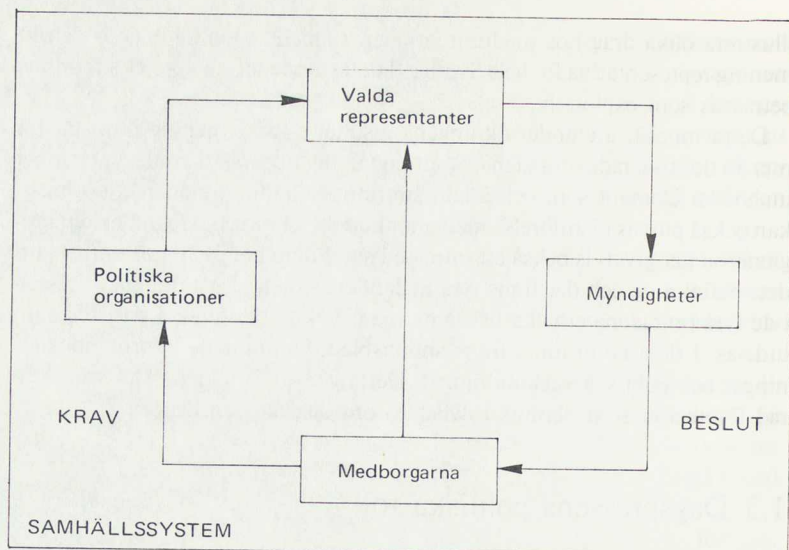 Valda
representanter
Politiska
organisationer
Myndigheter
KRAV
BESLUT
Medborgarna
SAMHÄLLSSYSTEM